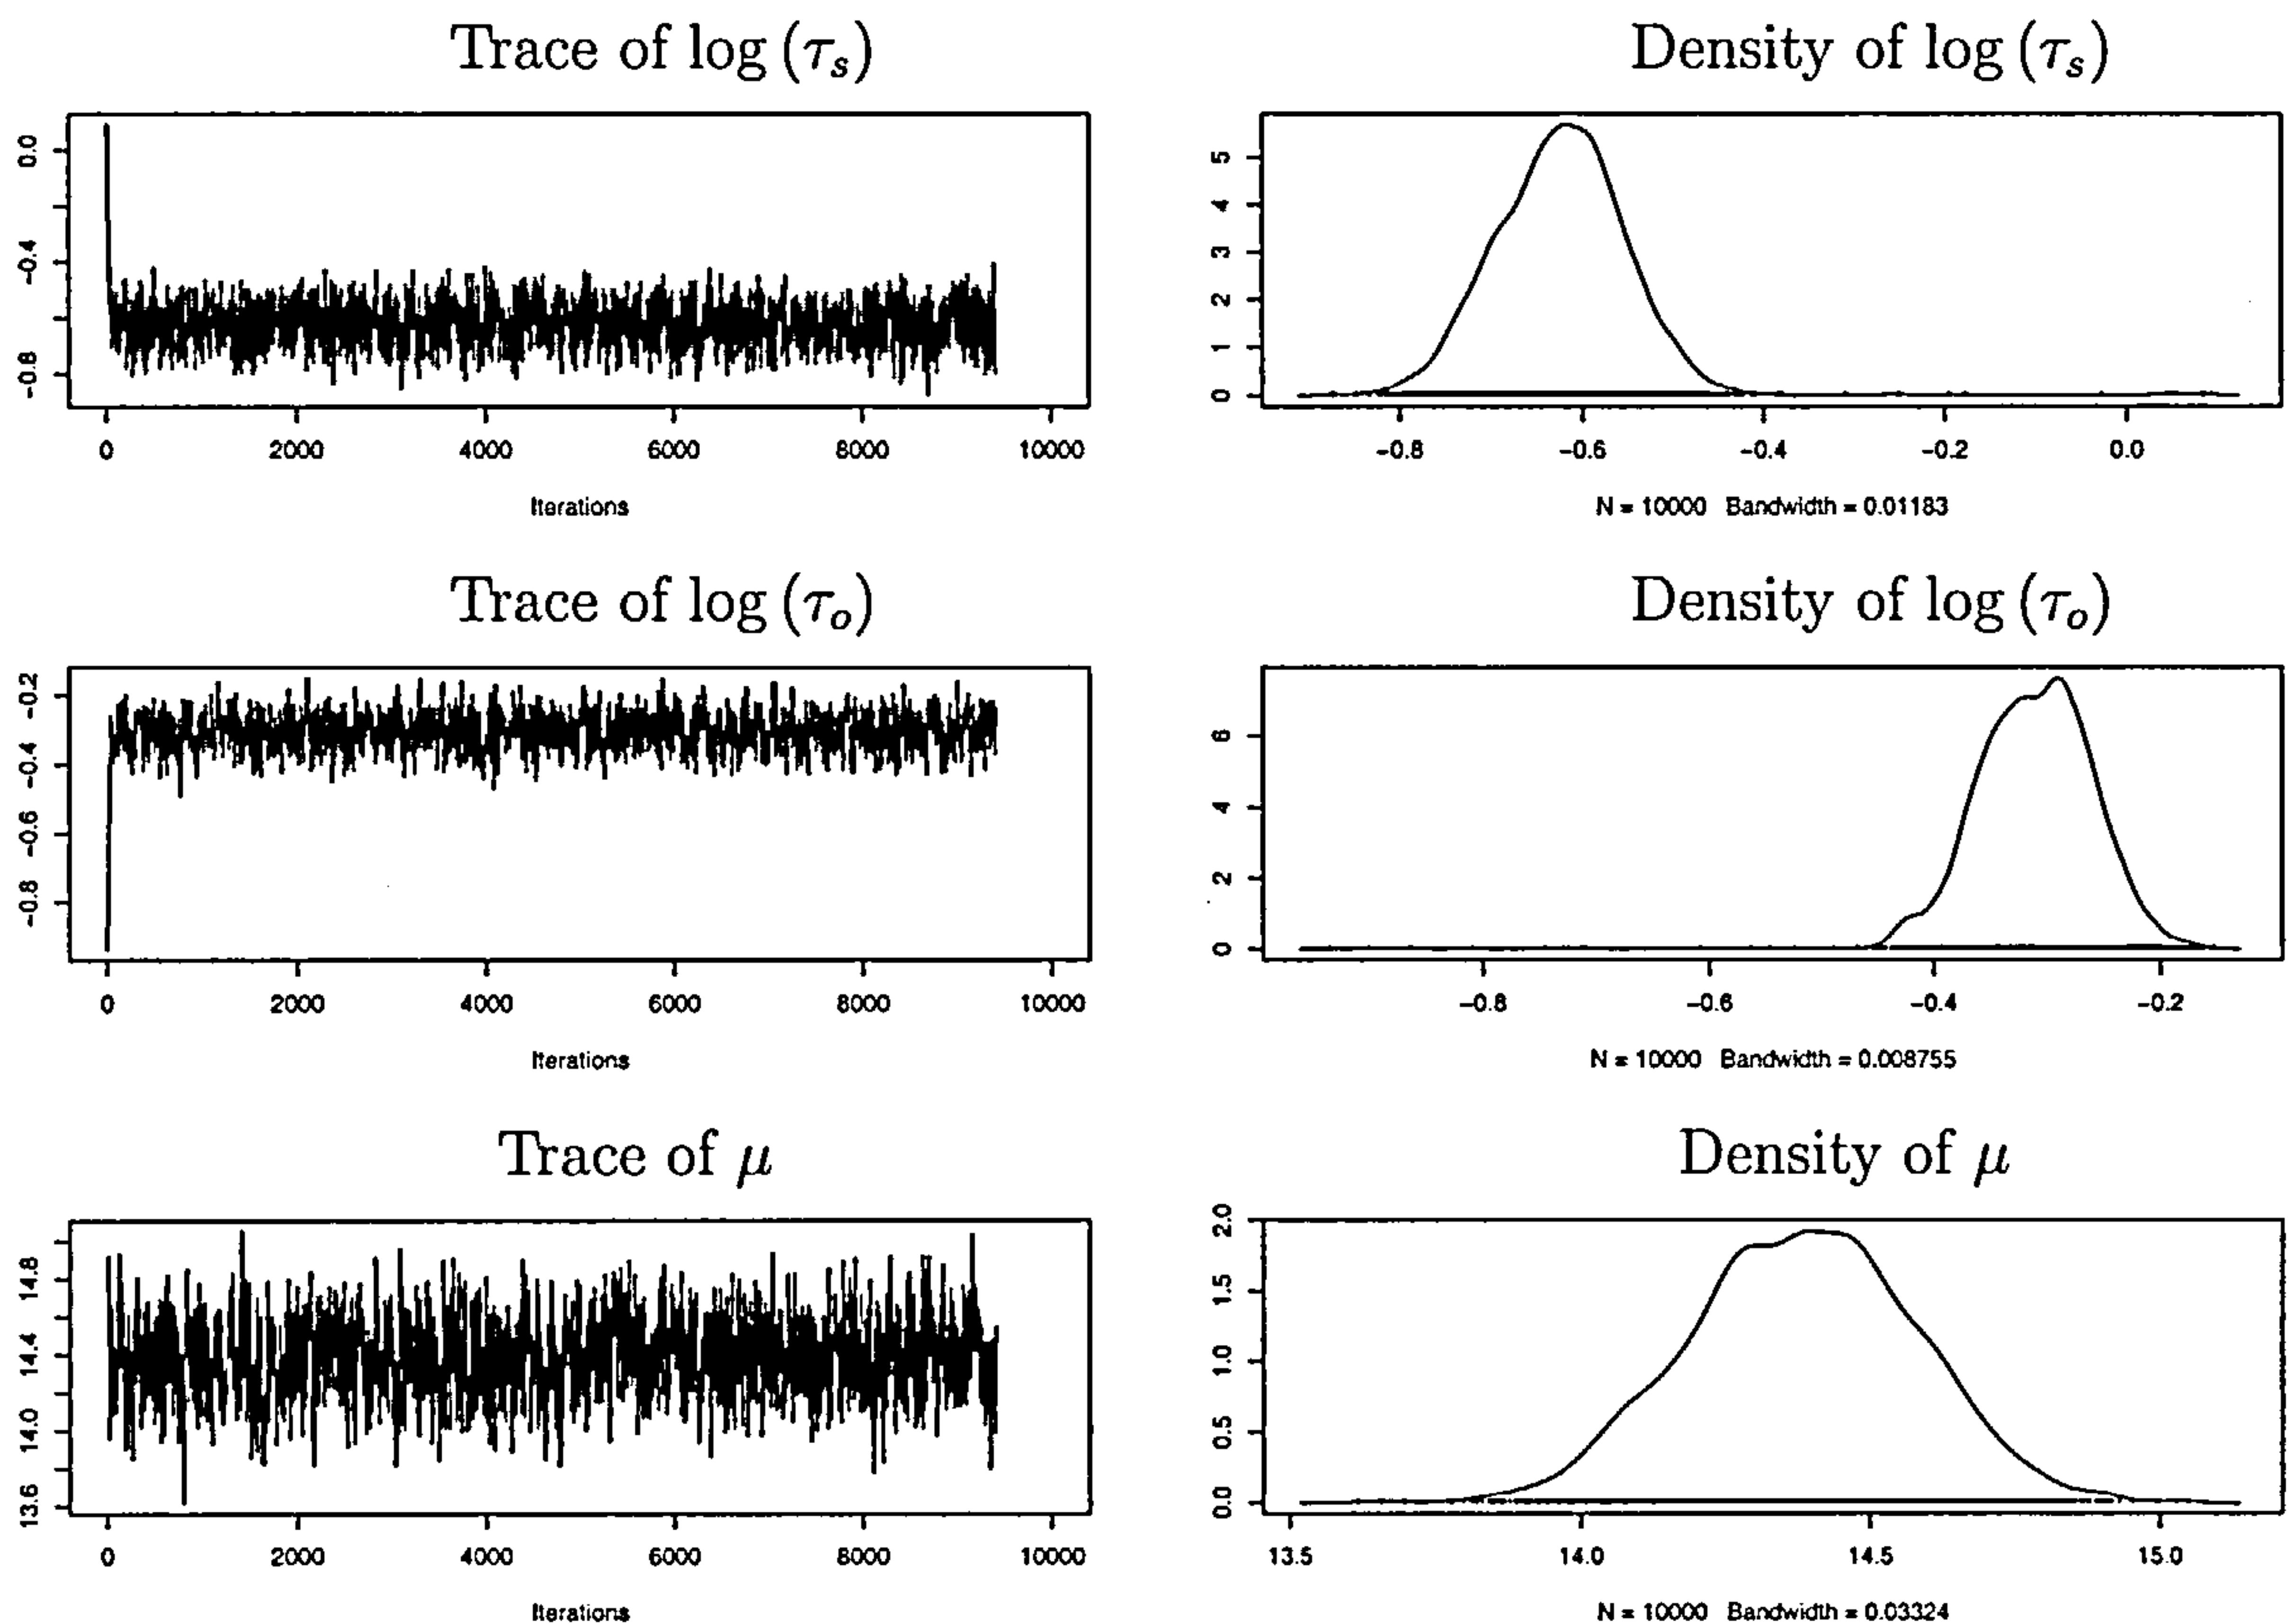 Trace of log (τₛ)
Density of log (τₛ)
0.0
-0.4
-0.8
0 2000 4000 6000 8000 10000
Iterations
5
4
3
2
1
0
-0.8 -0.6 -0.4 -0.2 0.0
N = 10000 Bandwidth = 0.01183
Trace of log (τₒ)
Density of log (τₒ)
-0.2
-0.4
-0.6
-0.8
0 2000 4000 6000 8000 10000
Iterations
6
4
2
0
-0.8 -0.6 -0.4 -0.2
N = 10000 Bandwidth = 0.008755
Trace of μ
Density of μ
14.8
14.4
14.0
13.6
0 2000 4000 6000 8000 10000
Iterations
2.0
1.5
1.0
0.5
0.0
13.5 14.0 14.5 15.0
N = 10000 Bandwidth = 0.03324